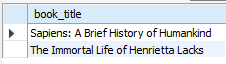 book_title
Sapiens: A Brief History of Humankind
The Immortal Life of Henrietta Lacks